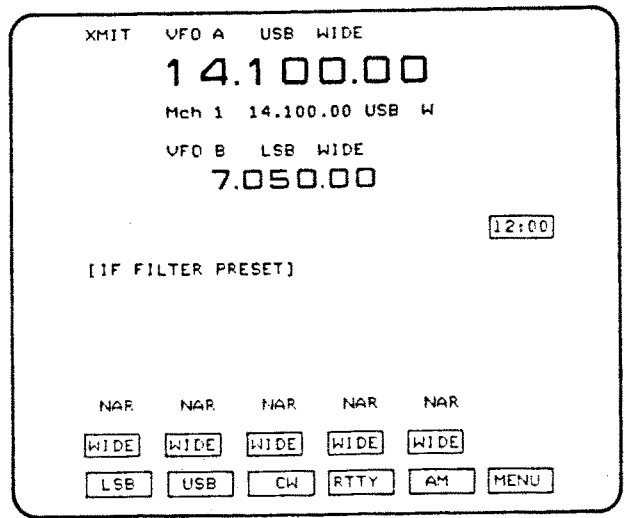 XMIT VFO A USB WIDE
14.100.00
Mch 1 14.100.00 USB W
VFO B LSB WIDE
7.050.00
12:00
[IF FILTER PRESET]
NAR NAR NAR NAR NAR
WIDE WIDE WIDE WIDE WIDE
LSB USB CW RTTY AM MENU